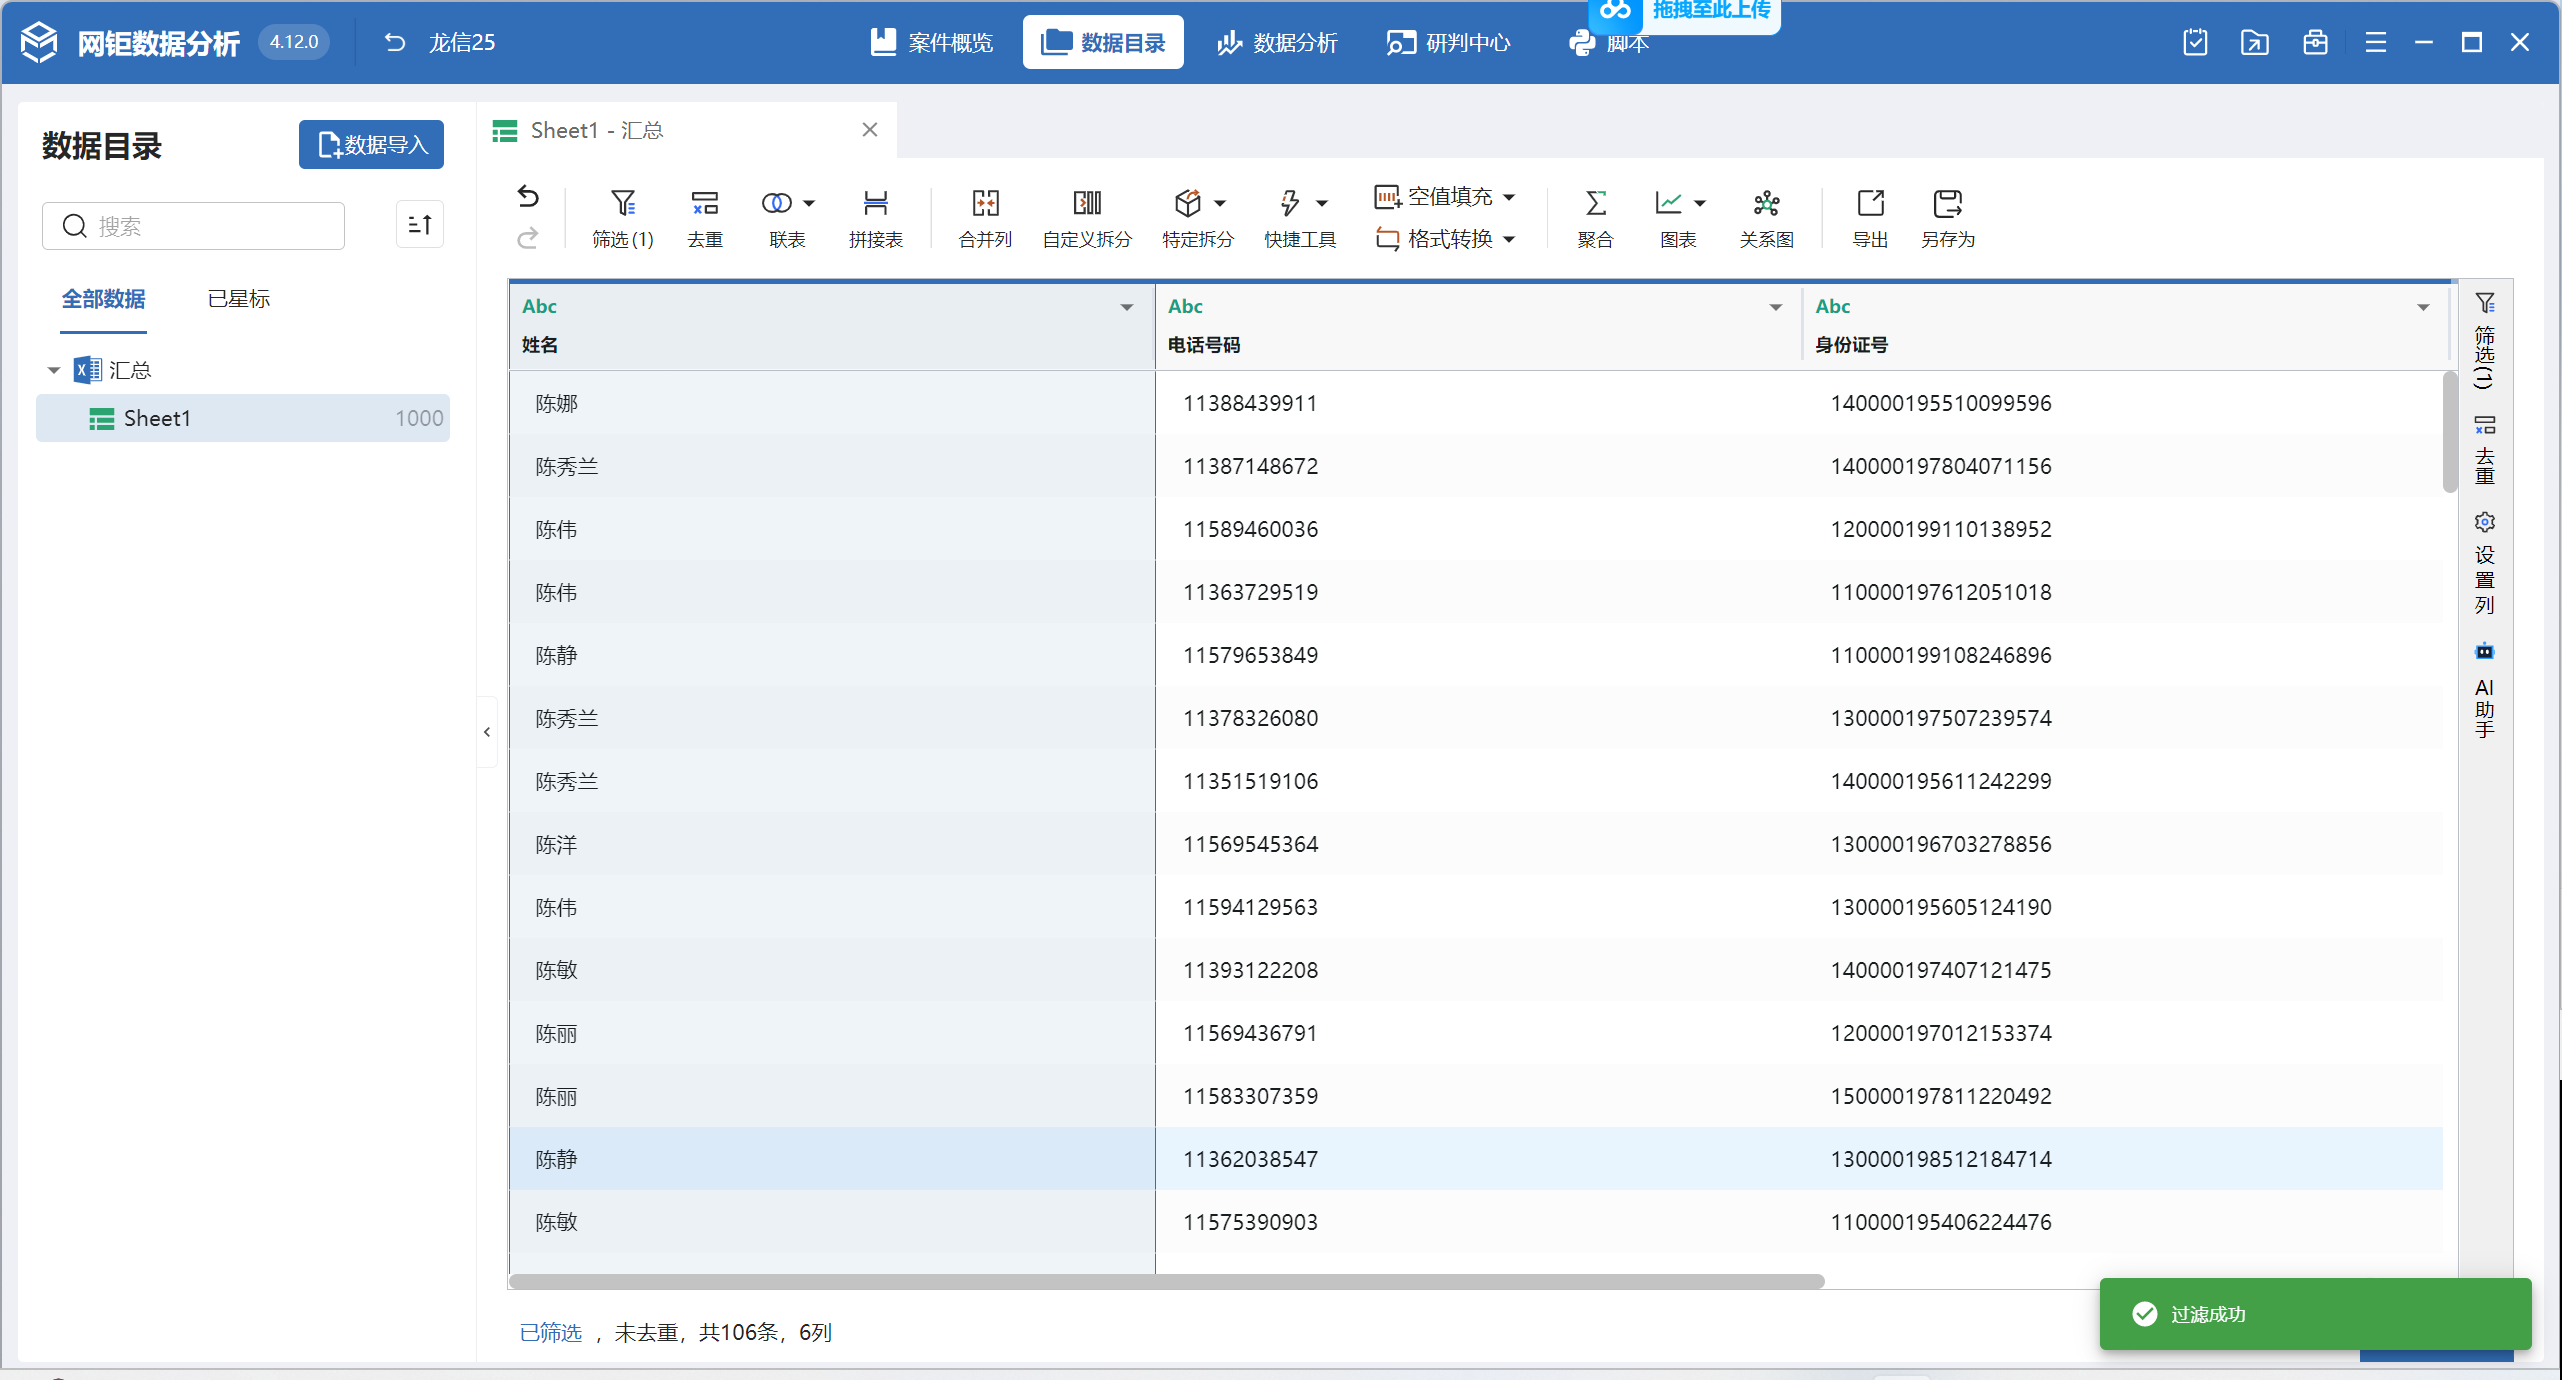 网钜数据分析 4.12.0 龙信25 案件概览 数据目录 数据分析 研判中心 脚本 拖拽至此上传
数据目录 数据导入
搜索
全部数据 已星标
汇总
Sheet1 1000
Sheet1 - 汇总
筛选(1) 去重 联表 拼接表 合并列 自定义拆分 特定拆分 快捷工具 空值填充 格式转换 聚合 图表 关系图 导出 另存为
Abc Abc Abc
姓名 电话号码 身份证号
陈娜 11388439911 140000195510099596
陈秀兰 11387148672 140000197804071156
陈伟 11589460036 120000199110138952
陈伟 11363729519 110000197612051018
陈静 11579653849 110000199108246896
陈秀兰 11378326080 130000197507239574
陈秀兰 11351519106 140000195611242299
陈洋 11569545364 130000196703278856
陈伟 11594129563 130000195605124190
陈敏 11393122208 140000197407121475
陈丽 11569436791 120000197012153374
陈丽 11583307359 150000197811220492
陈静 11362038547 130000198512184714
陈敏 11575390903 110000195406224476
筛选(1)
去重
设置列
AI助手
已筛选 ，未去重，共106条，6列
过滤成功